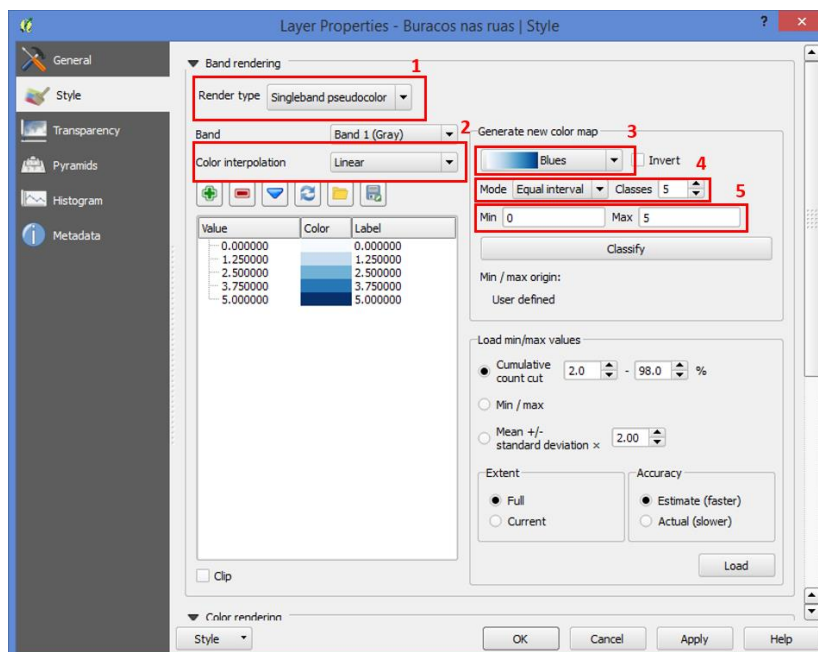 Layer Properties - Buracos nas ruas | Style
?
General
Style
Transparency
Pyramids
Histogram
Metadata
Band rendering
1
Render type Singleband pseudocolor
2
Band Band 1 (Gray)
Color interpolation Linear
Value Color Label
0.000000 0.000000
1.250000 1.250000
2.500000 2.500000
3.750000 3.750000
5.000000 5.000000
Clip
Generate new color map
3
Blues Invert
4
Mode Equal interval Classes 5
5
Min 0 Max 5
Classify
Min / max origin:
User defined
Load min/max values
Cumulative
count cut 2.0 - 98.0 %
Min / max
Mean +/-
standard deviation × 2.00
Extent
Full
Current
Accuracy
Estimate (faster)
Actual (slower)
Load
Color rendering
Style OK Cancel Apply Help